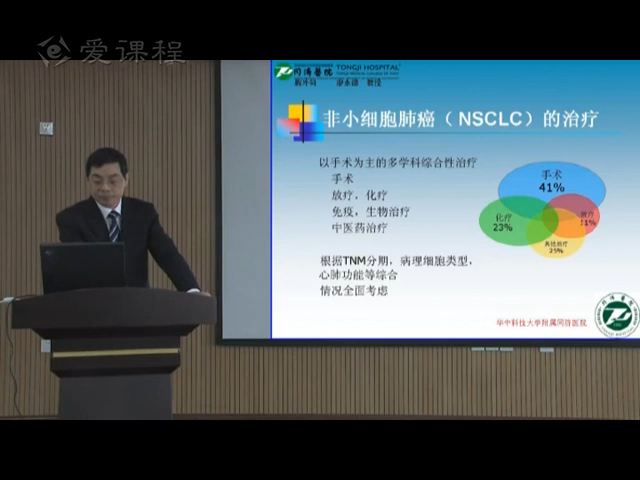 爱课程
同济医院 TONGJI HOSPITAL
非小细胞肺癌（NSCLC）的治疗
以手术为主的多学科综合性治疗
手术
放疗，化疗
免疫，生物治疗
中医药治疗
手术
41%
化疗
23%
放疗
其他治疗
25%
根据TNM分期，病理细胞类型，
心肺功能等综合
情况全面考虑
华中科技大学附属同济医院